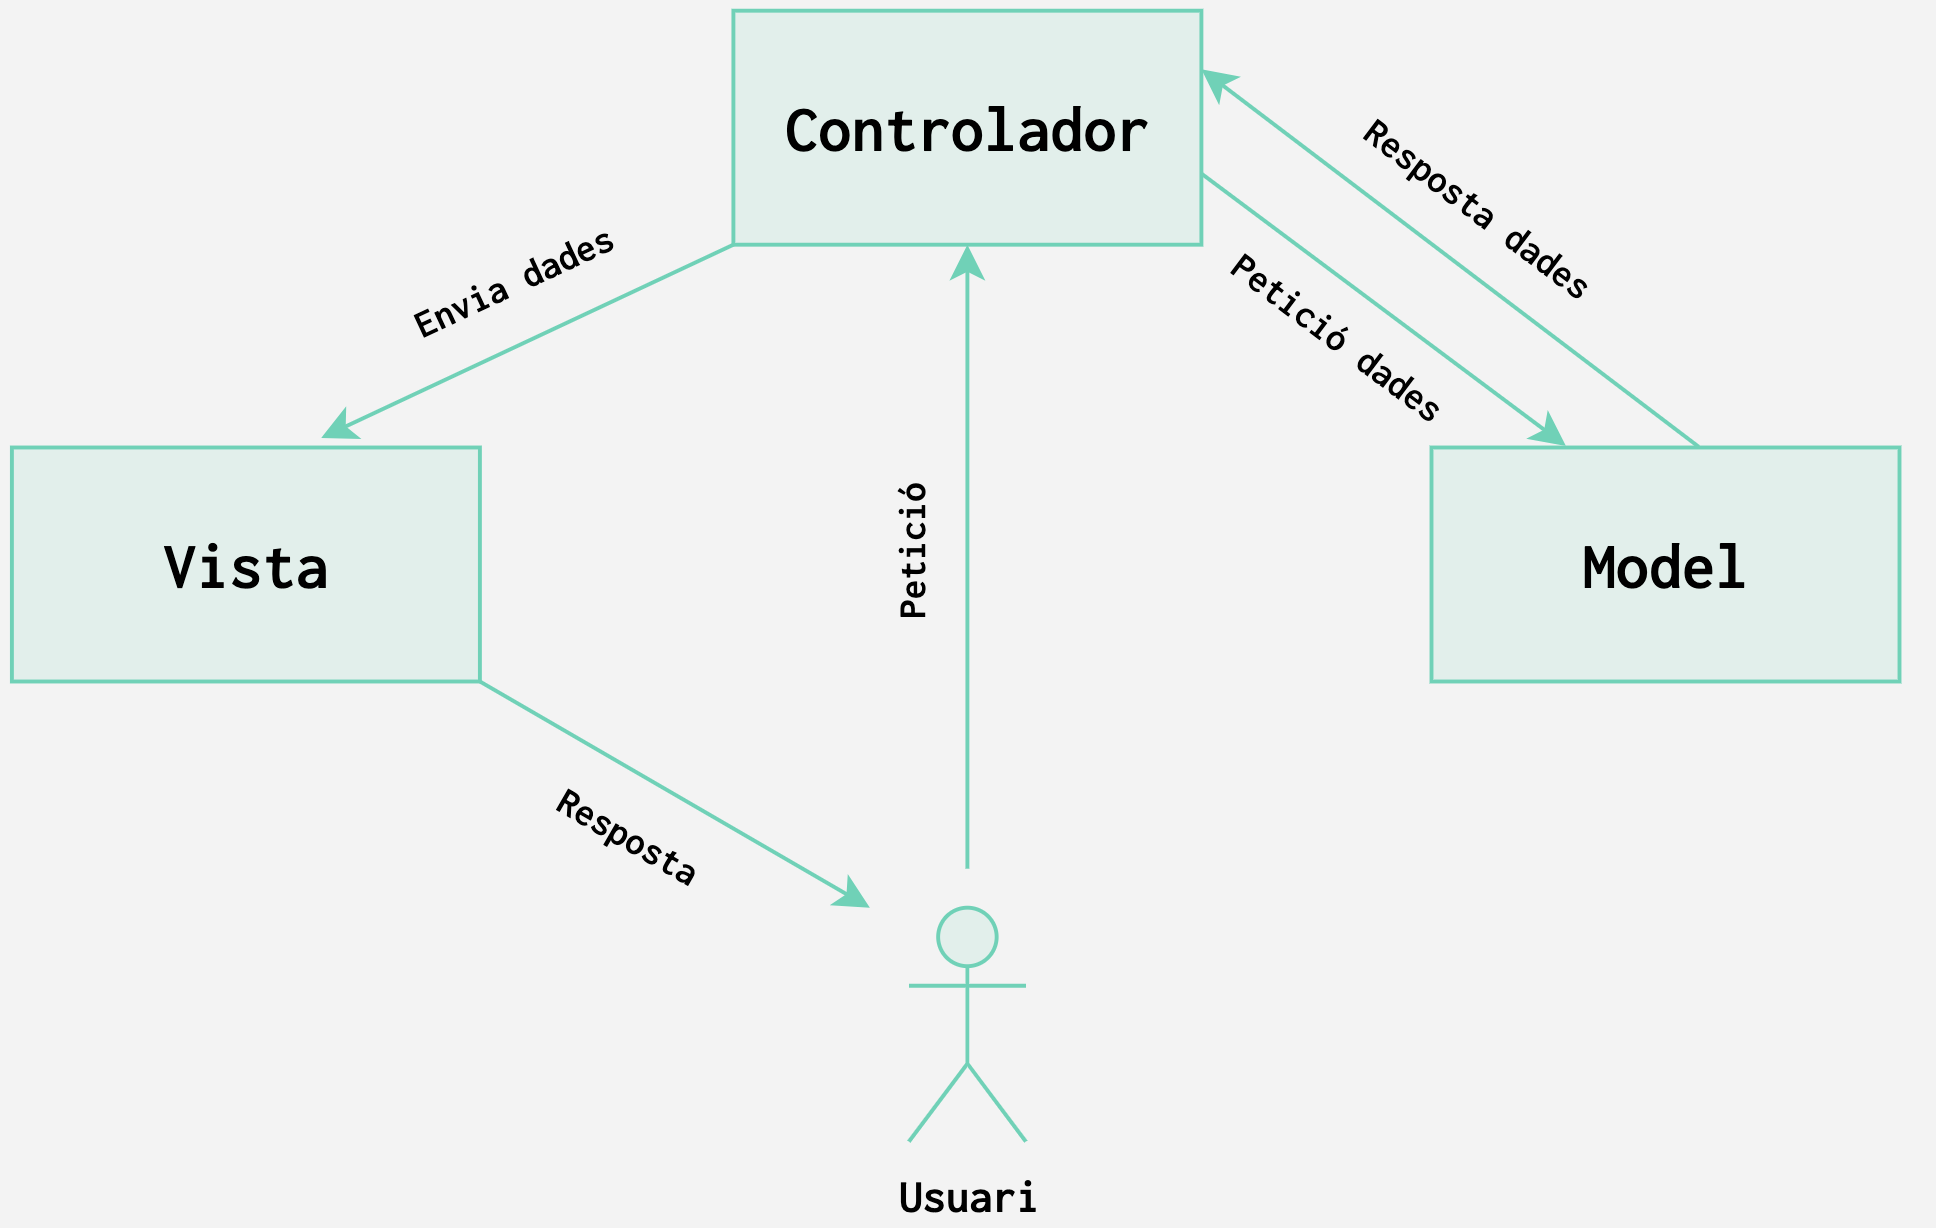 Controlador
Resposta dades
Envia dades
Petició dades
Petició
Vista
Model
Resposta
Usuari